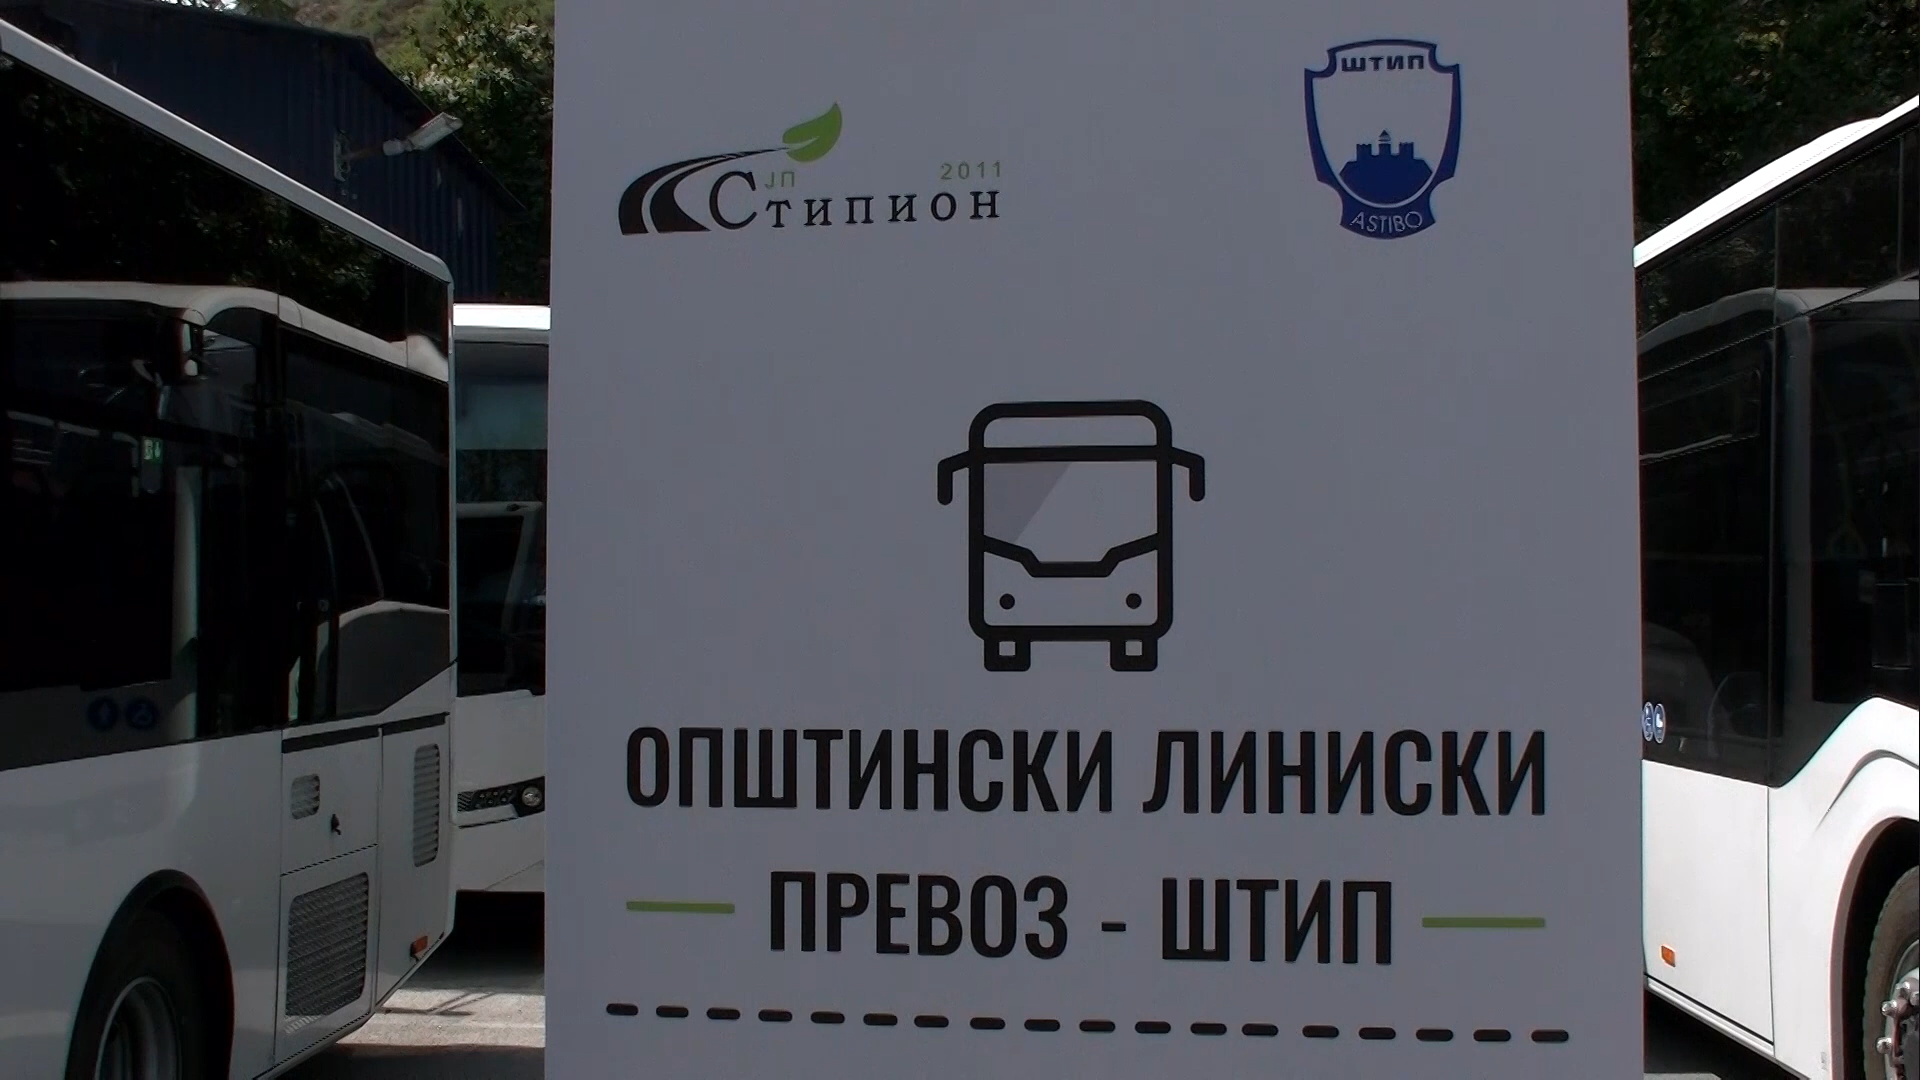 ШТИП
ASTIBO
ЈП 2011
Стипион
ОПШТИНСКИ ЛИНИСКИ
ПРЕВОЗ - ШТИП